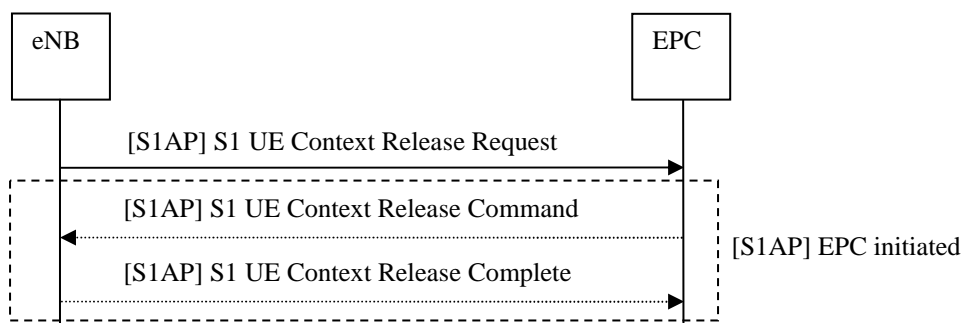 eNB
EPC
[S1AP] S1 UE Context Release Request
[S1AP] S1 UE Context Release Command
[S1AP] EPC initiated
[S1AP] S1 UE Context Release Complete